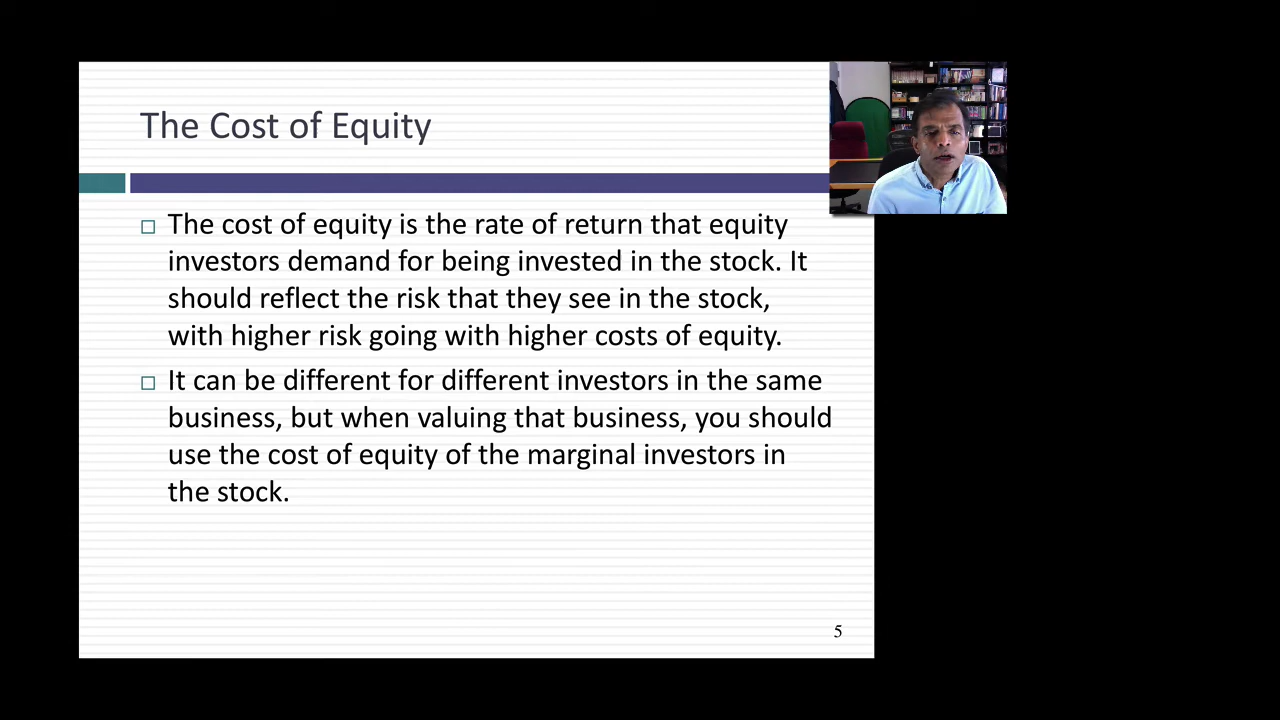 The Cost of Equity
The cost of equity is the rate of return that equity
investors demand for being invested in the stock. It
should reflect the risk that they see in the stock,
with higher risk going with higher costs of equity.
It can be different for different investors in the same
business, but when valuing that business, you should
use the cost of equity of the marginal investors in
the stock.
5